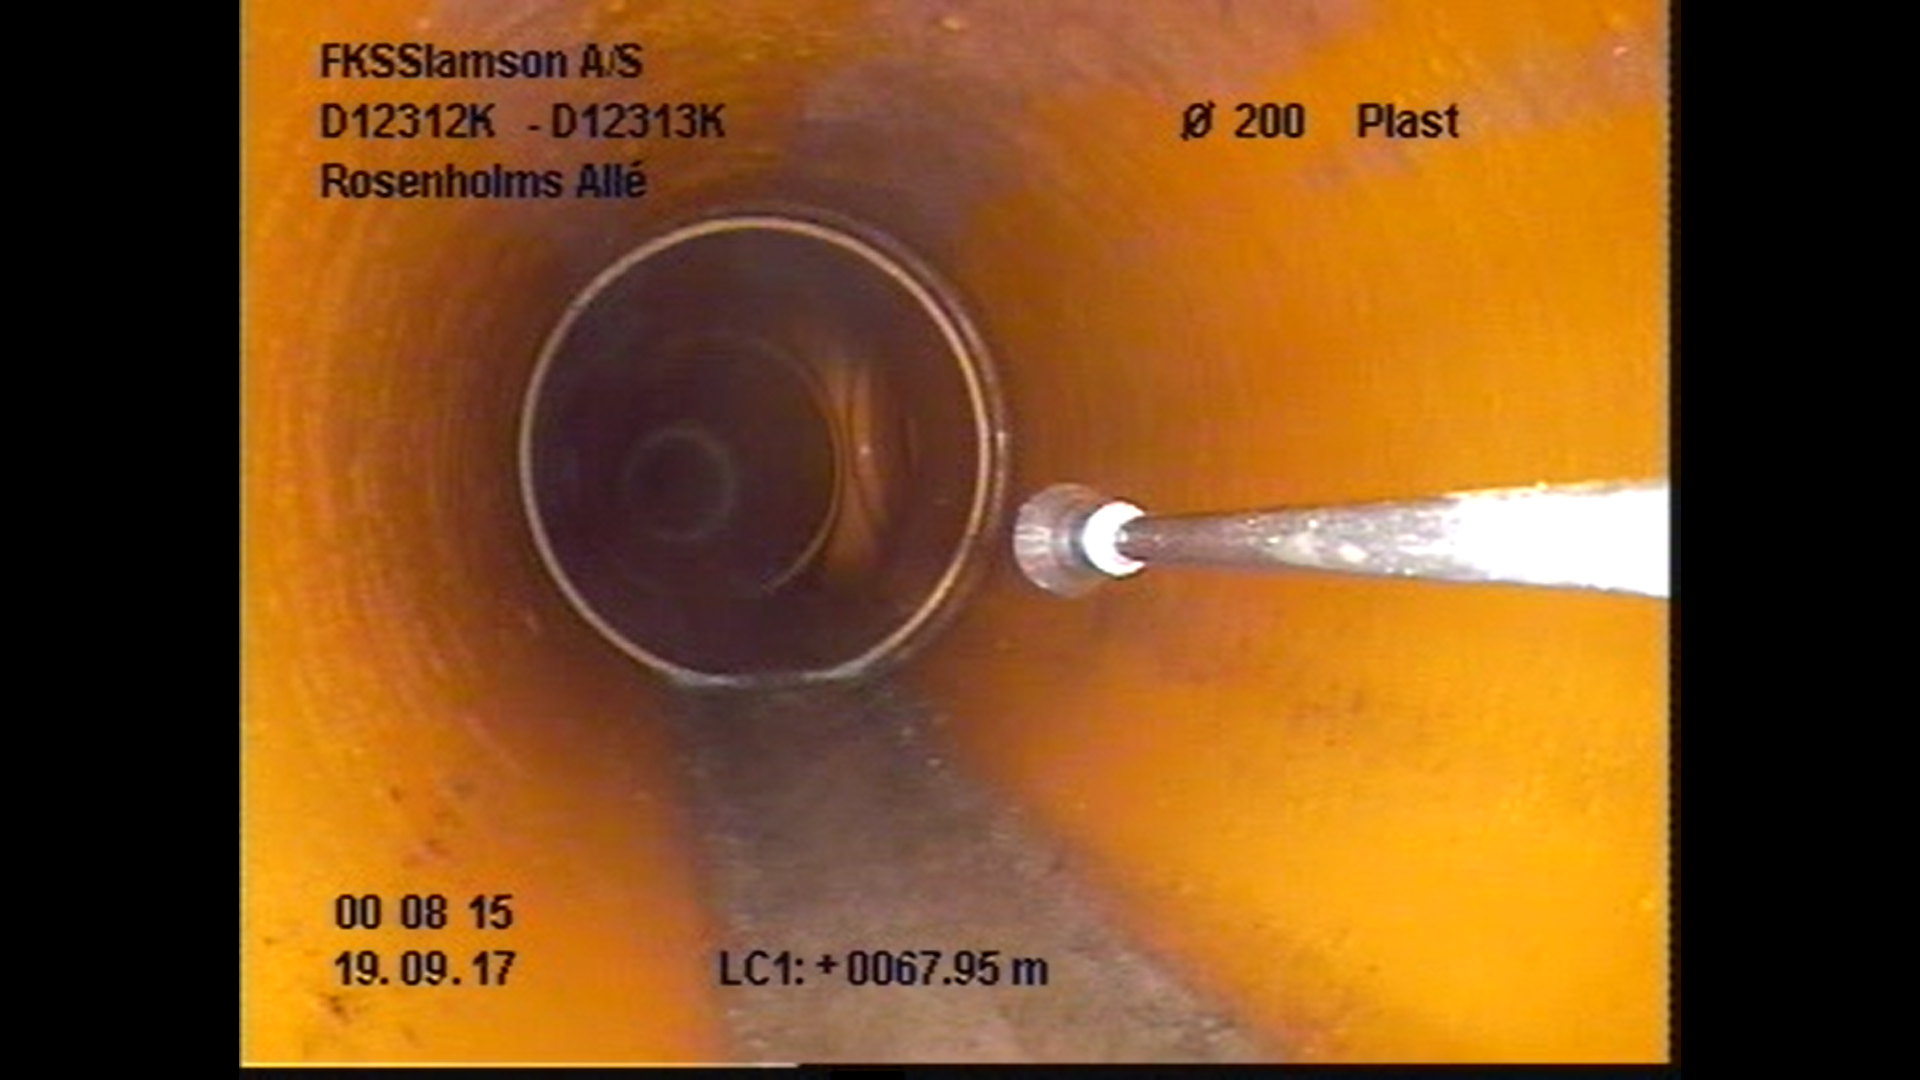 FKSSlamson A/S
D12312K - D12313K
Ø 200 Plast
Rosenholms Allé
00 08 15
19.09.17
LC1: +0067.95 m